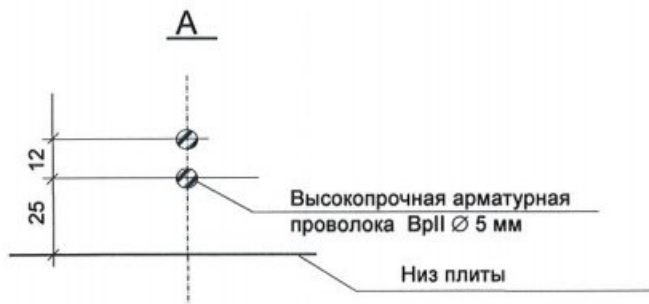 А
12
25
Высокопрочная арматурная
проволока ВрII ∅ 5 мм
Низ плиты